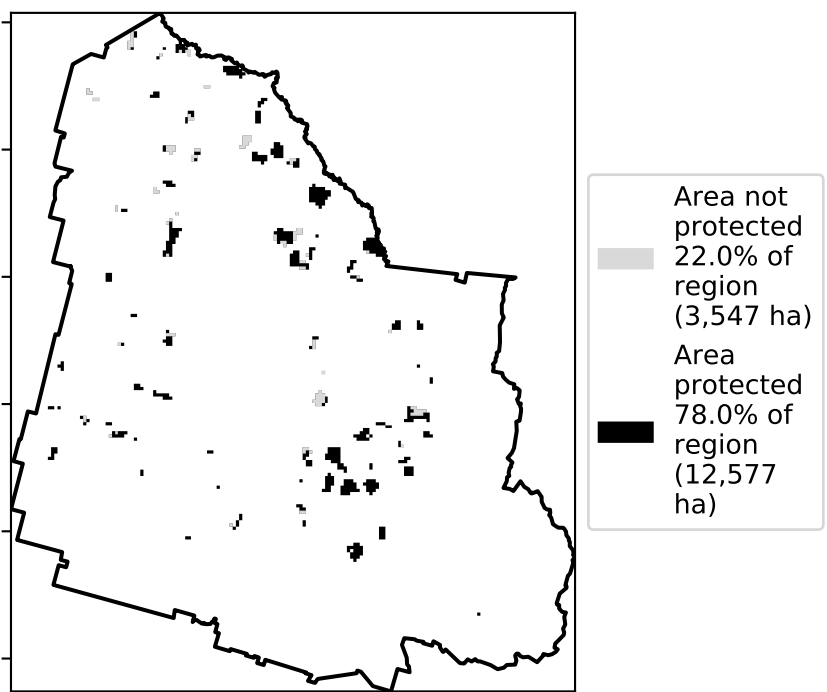 Area not
protected
22.0% of
region
(3,547 ha)
Area
protected
78.0% of
region
(12,577
ha)